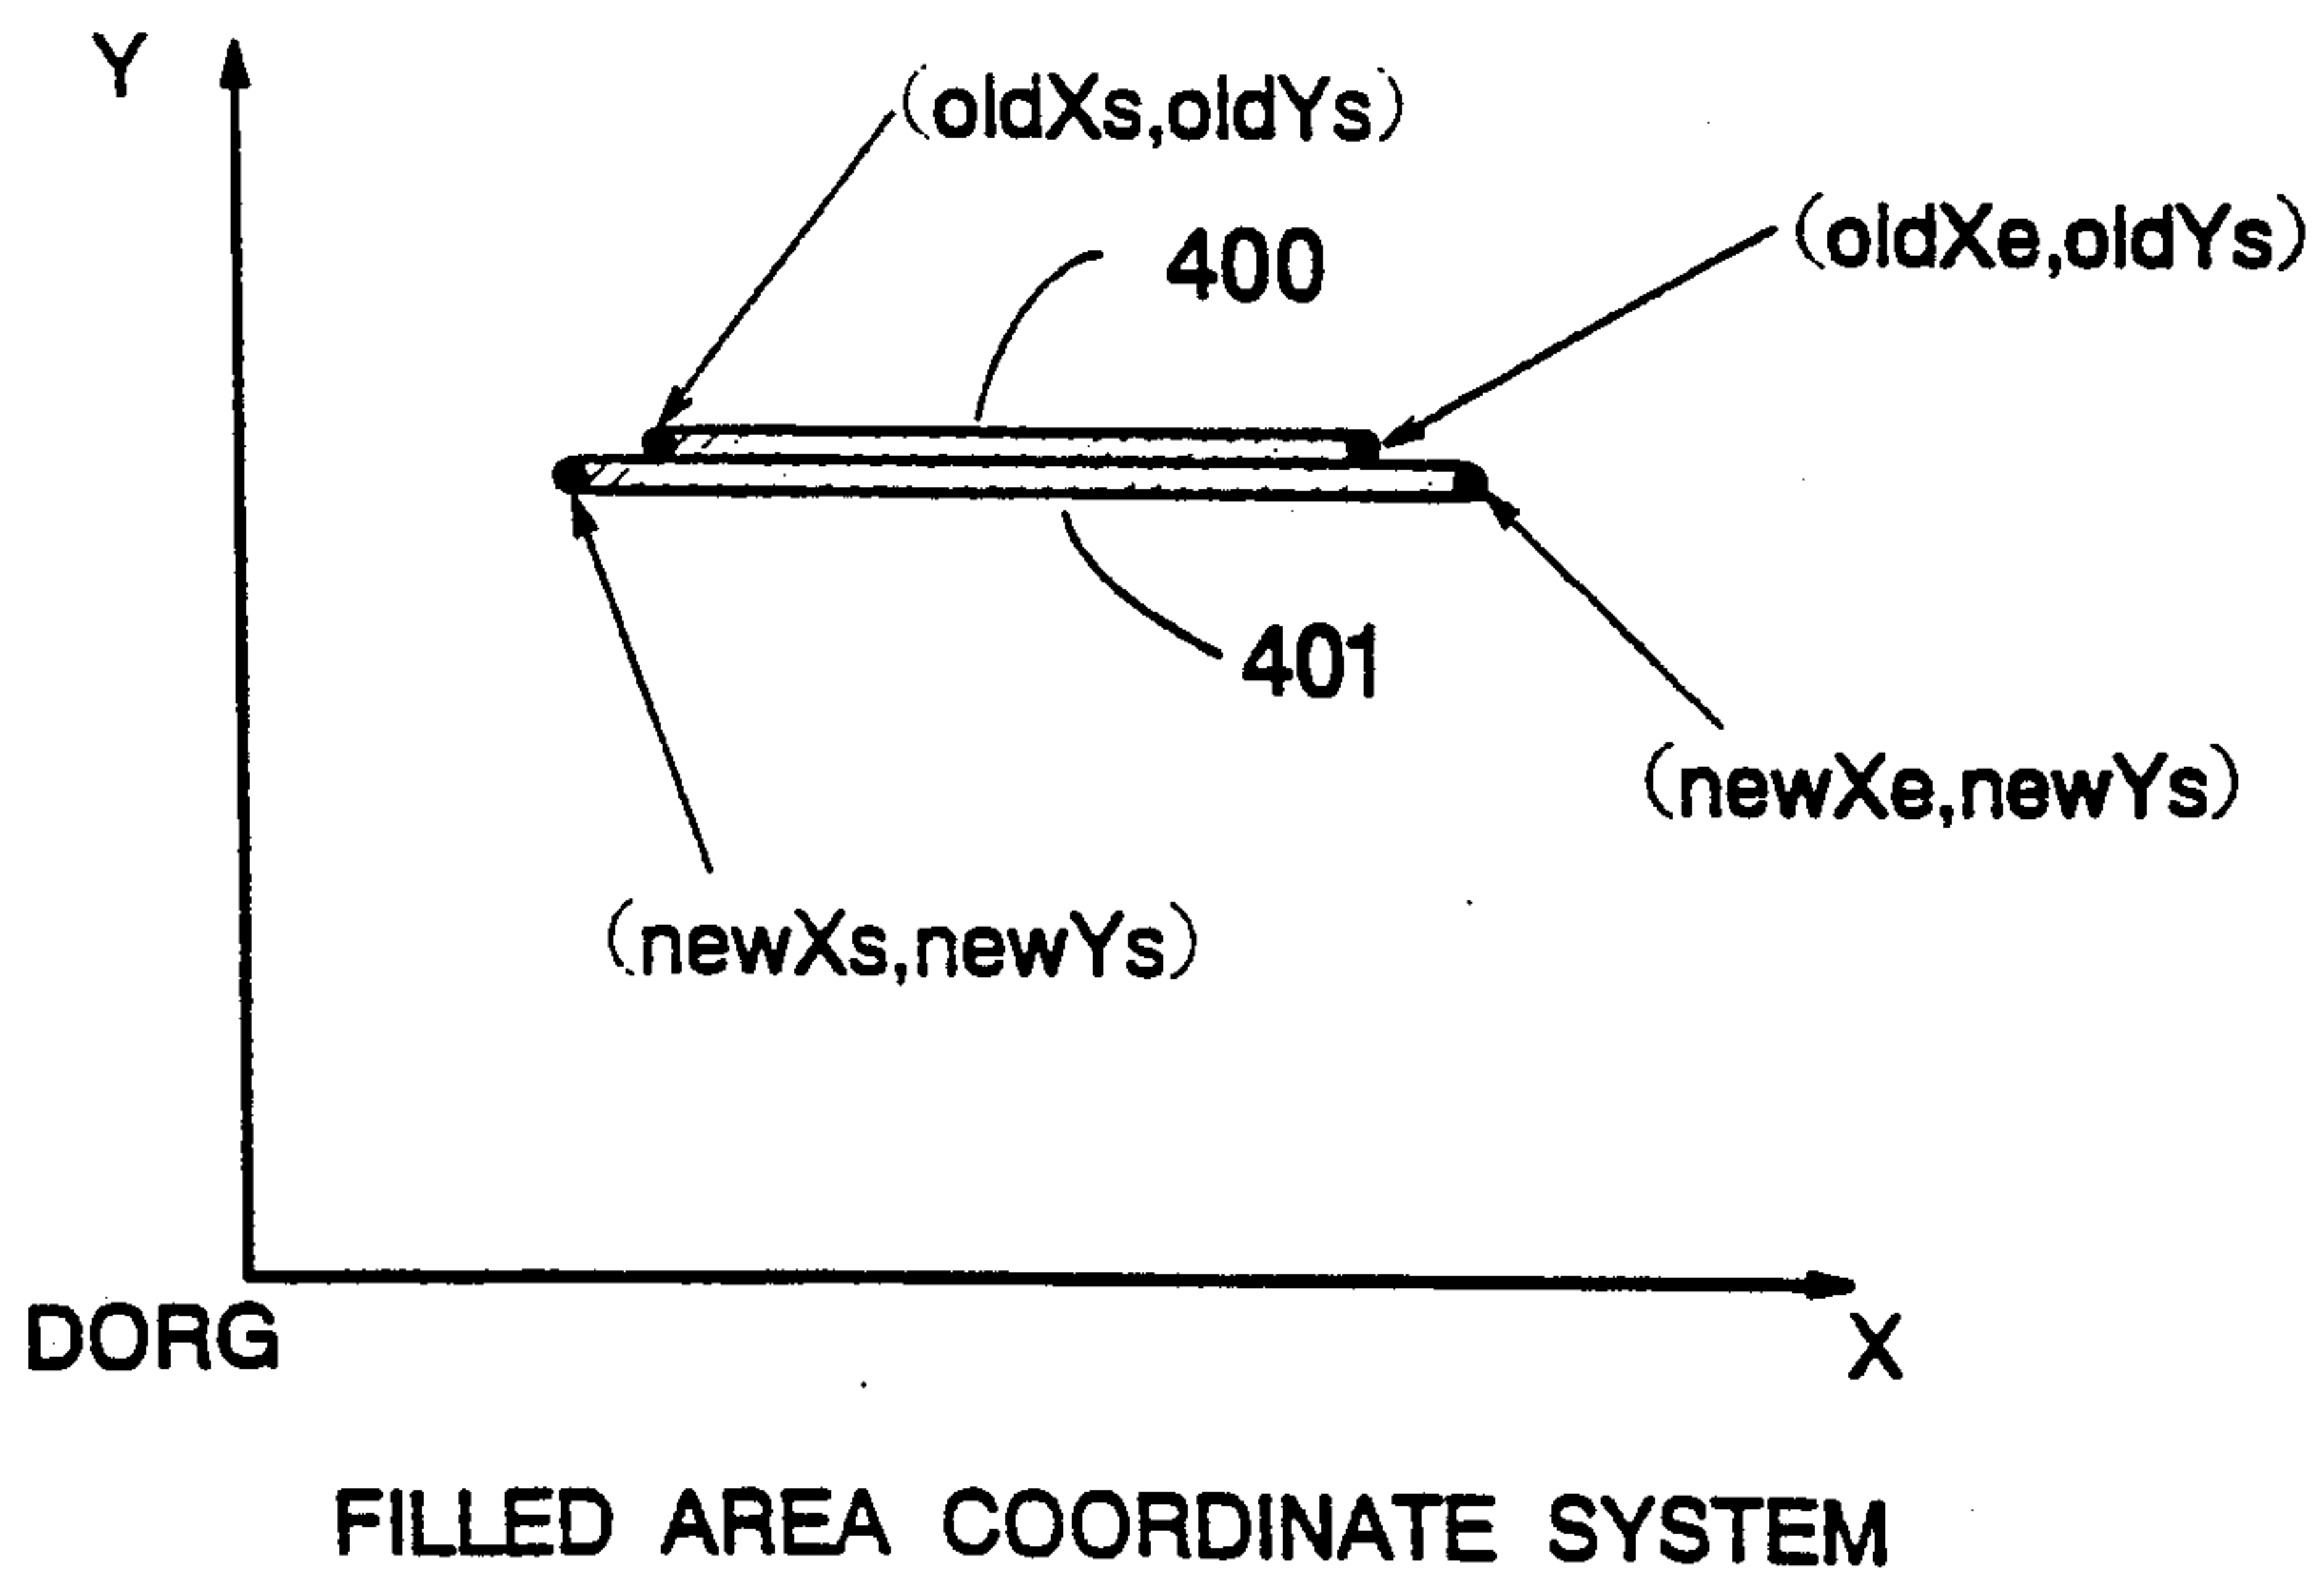 Y
(oldXs,oldYs)
400
(oldXe,oldYs)
401
(newXe,newYs)
(newXs,newYs)
DORG
X
FILLED AREA COORDINATE SYSTEM